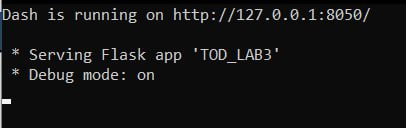 Dash is running on http://127.0.0.1:8050/
* Serving Flask app 'TOD_LAB3'
* Debug mode: on